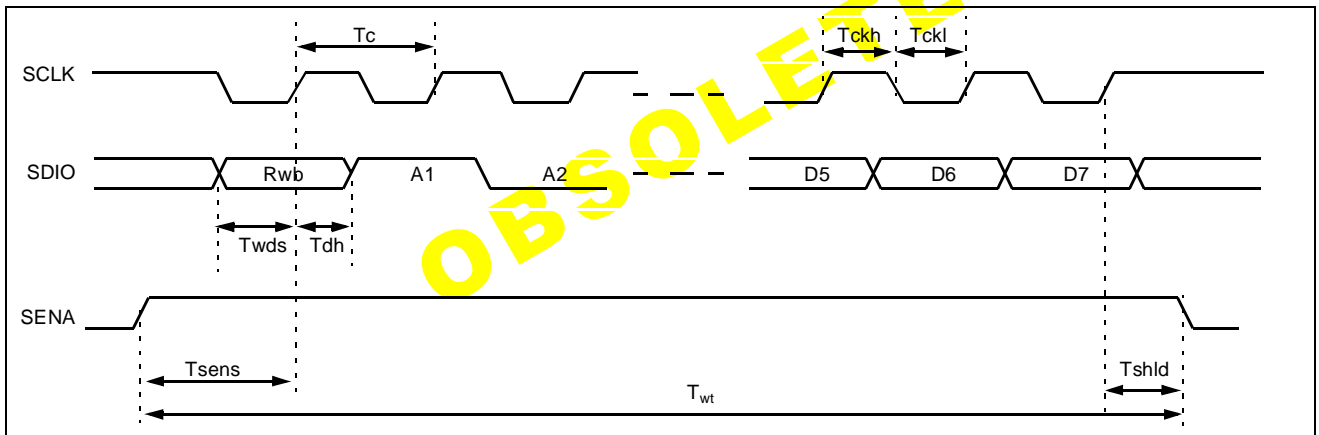 Tc
Tckh
Tckl
SCLK
SDIO
Rwb
A1
A2
D5
D6
D7
Twds
Tdh
SENA
Tsens
Tshld
Twt
OBSOLETE